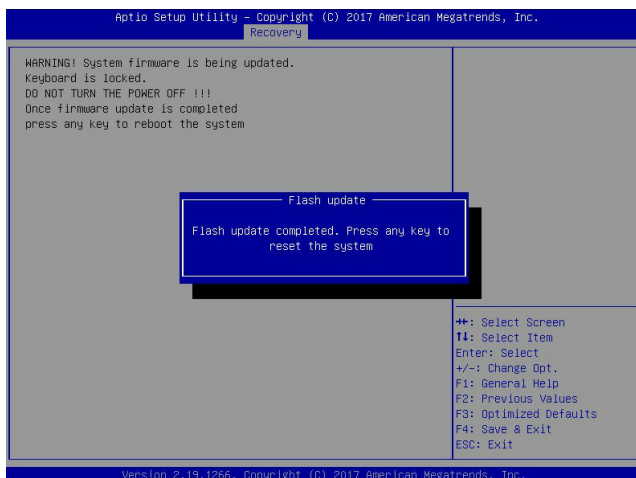 Aptio Setup Utility – Copyright (C) 2017 American Megatrends, Inc.
Recovery
WARNING! System firmware is being updated.
Keyboard is locked.
DO NOT TURN THE POWER OFF !!!
Once firmware update is completed
press any key to reboot the system
Flash update
Flash update completed. Press any key to
reset the system
→←: Select Screen
↑↓: Select Item
Enter: Select
+/-: Change Opt.
F1: General Help
F2: Previous Values
F3: Optimized Defaults
F4: Save & Exit
ESC: Exit
Version 2.19.1266. Copyright (C) 2017 American Megatrends, Inc.